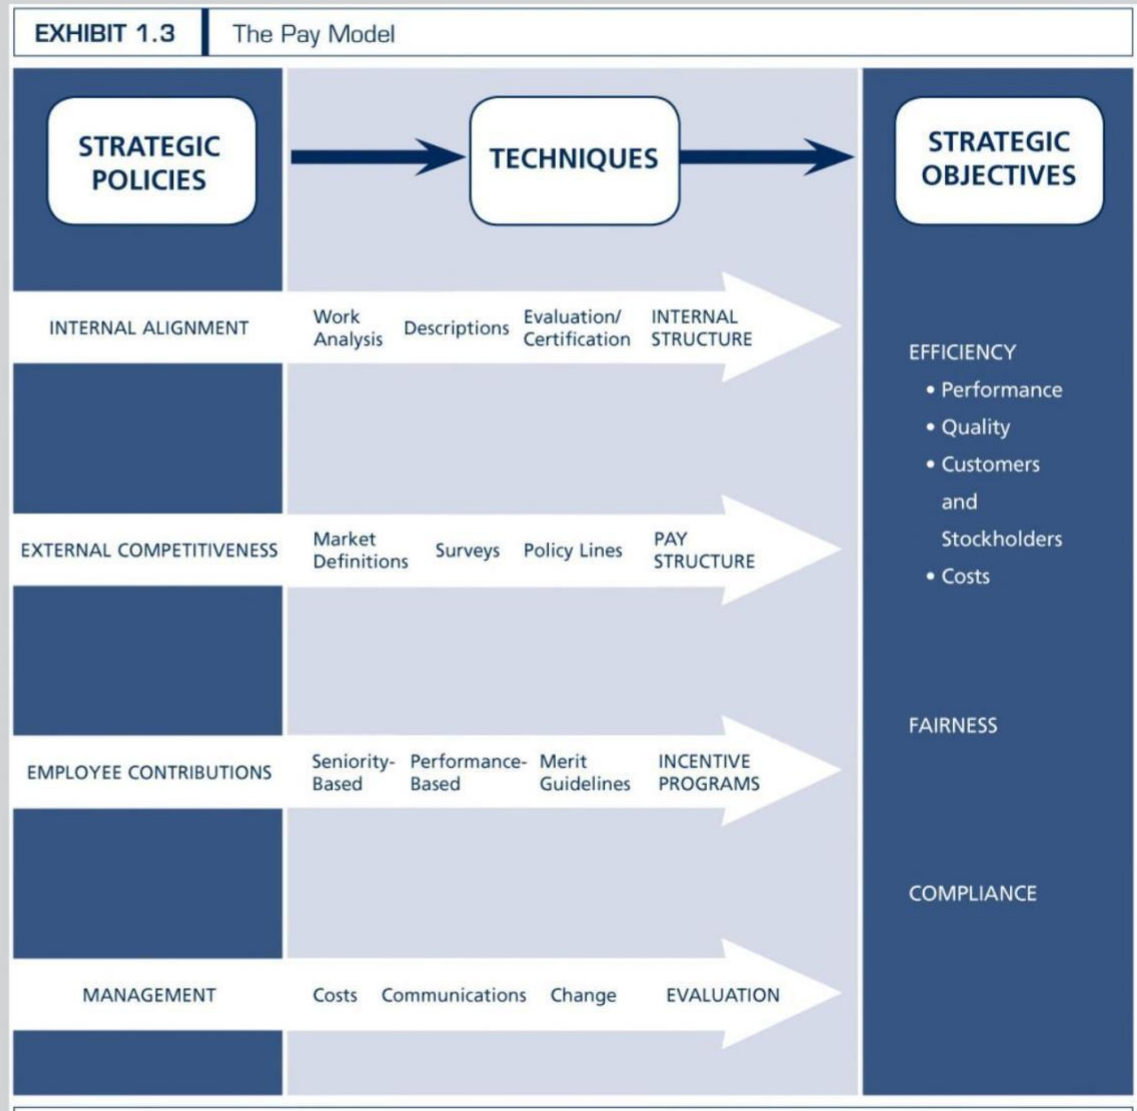 EXHIBIT 1.3 The Pay Model
STRATEGIC
POLICIES
TECHNIQUES
STRATEGIC
OBJECTIVES
INTERNAL ALIGNMENT
Work
Analysis
Descriptions
Evaluation/
Certification
INTERNAL
STRUCTURE
EXTERNAL COMPETITIVENESS
Market
Definitions
Surveys
Policy Lines
PAY
STRUCTURE
EMPLOYEE CONTRIBUTIONS
Seniority-
Based
Performance-
Based
Merit
Guidelines
INCENTIVE
PROGRAMS
MANAGEMENT
Costs
Communications
Change
EVALUATION
EFFICIENCY
• Performance
• Quality
• Customers
and
Stockholders
• Costs
FAIRNESS
COMPLIANCE